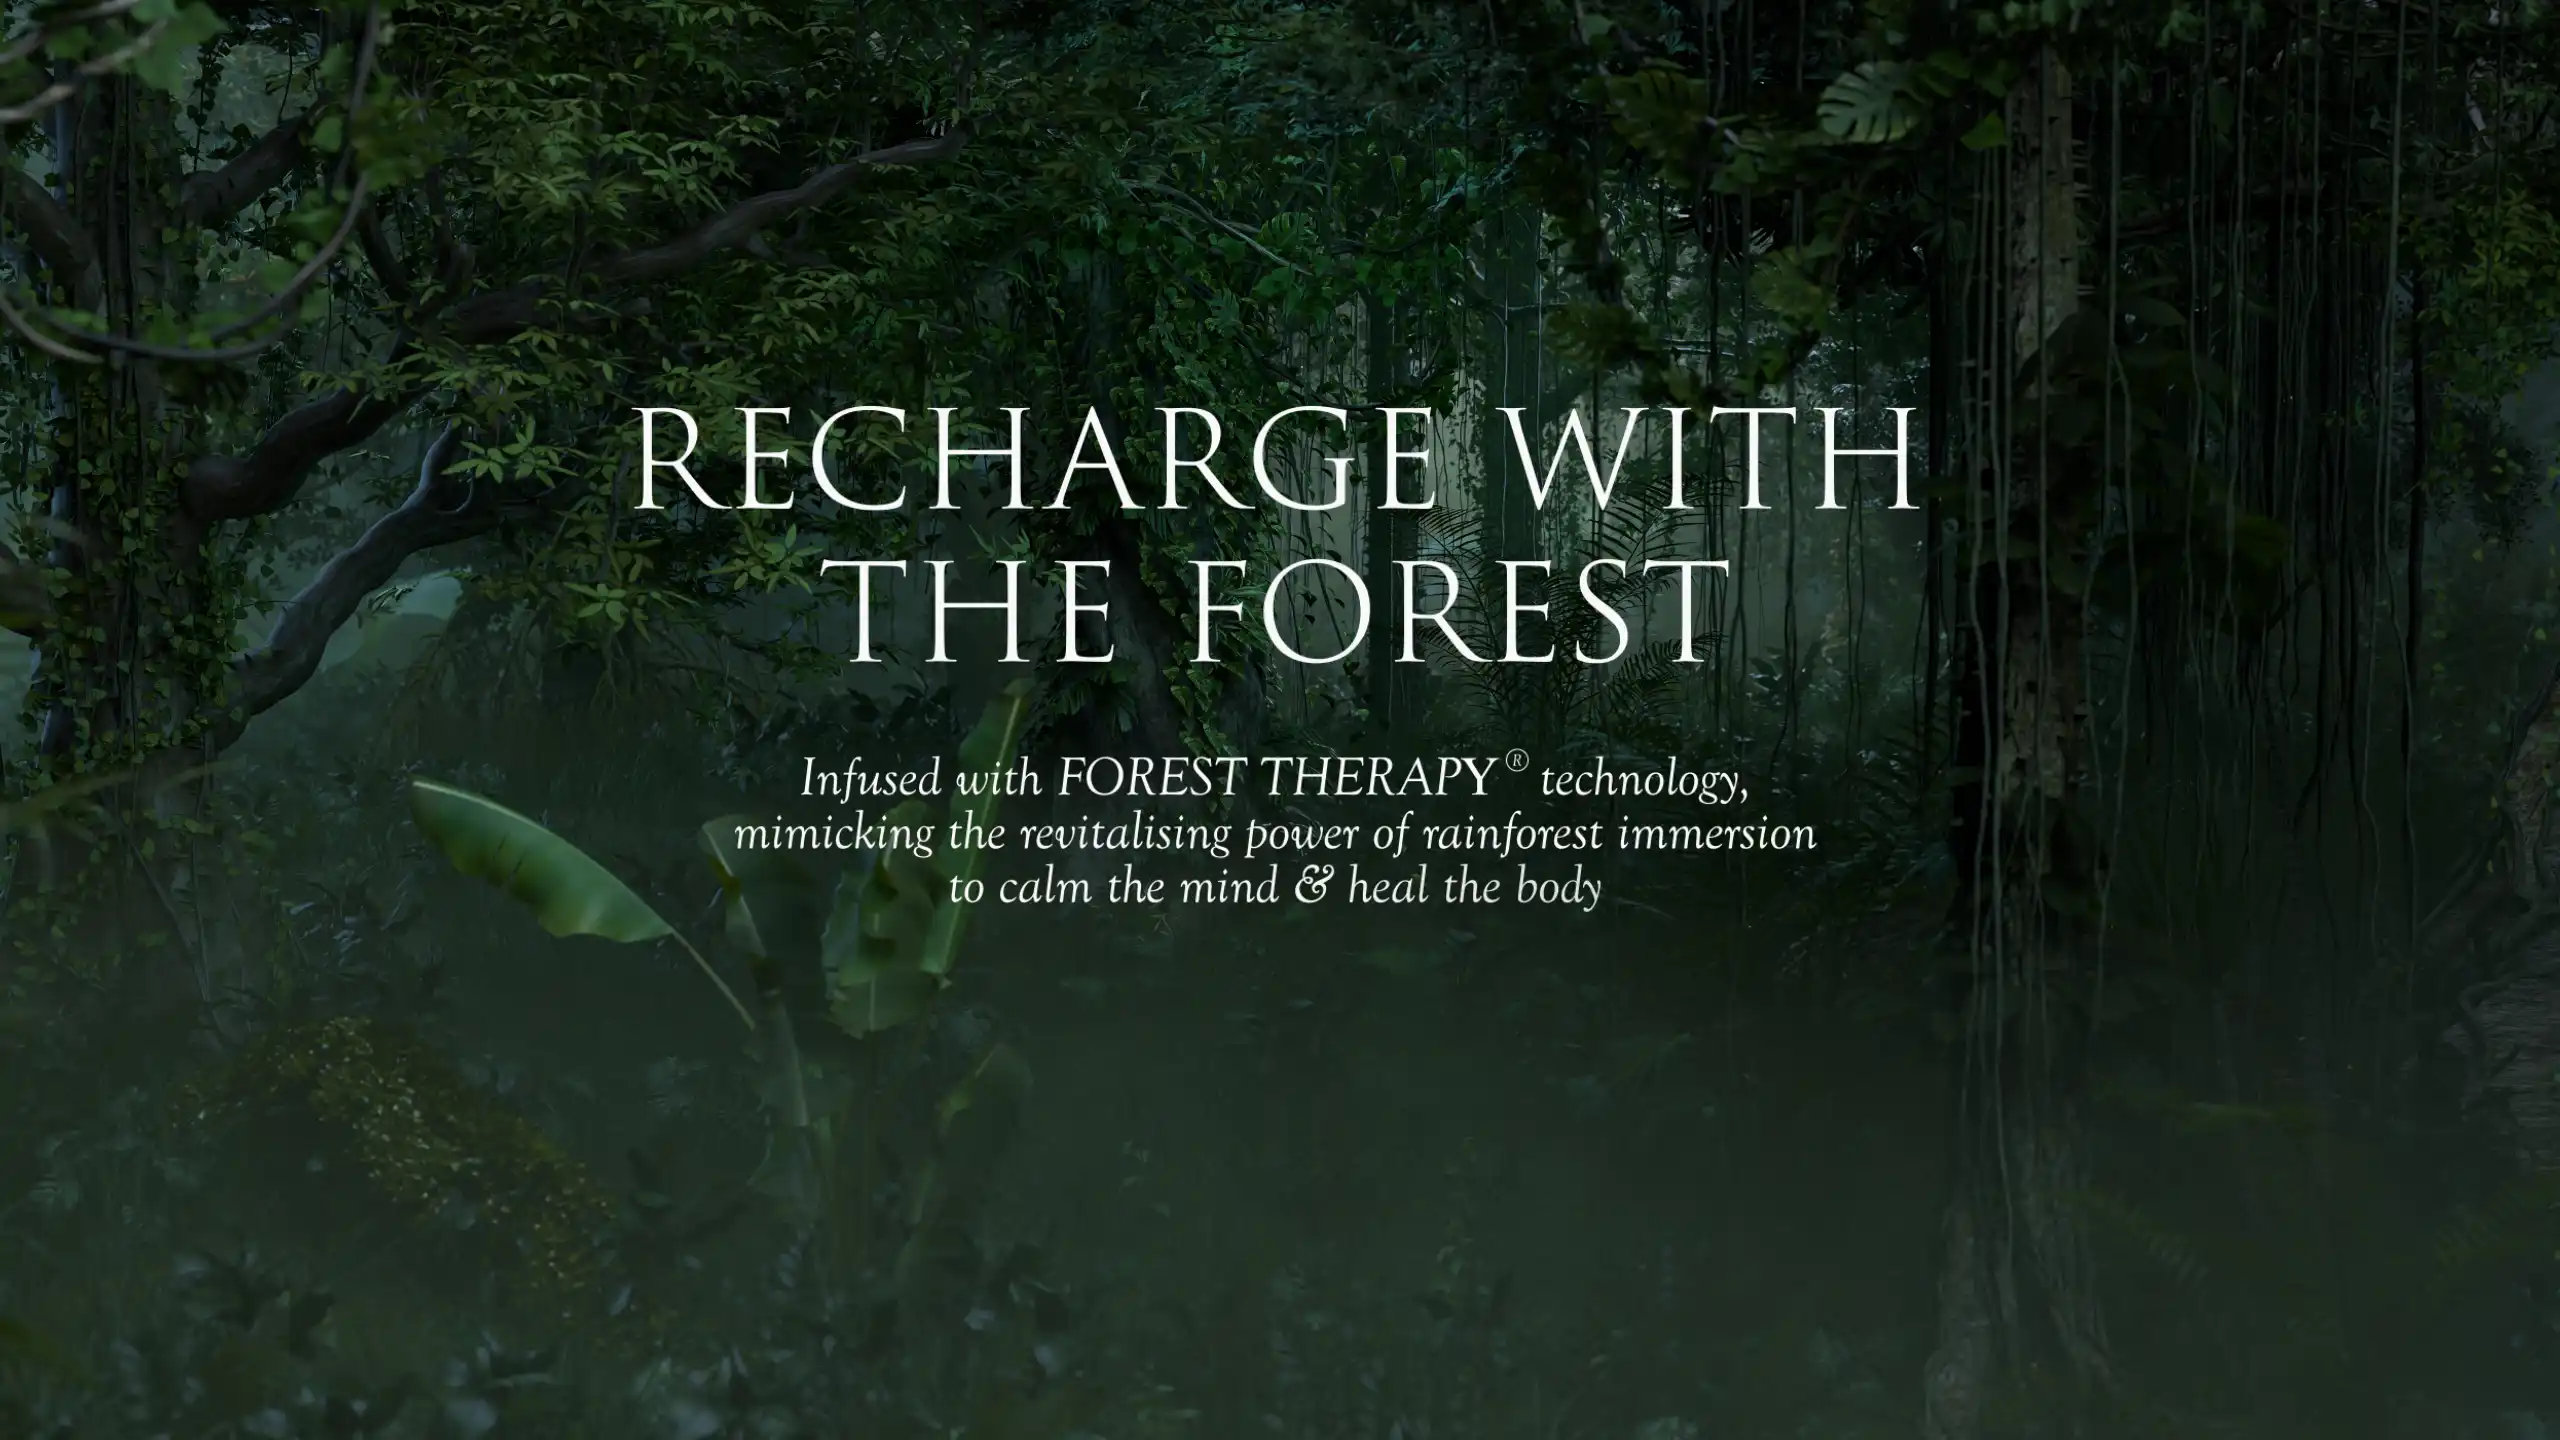 RECHARGE WITH
THE FOREST
Infused with FOREST THERAPY® technology,
mimicking the revitalising power of rainforest immersion
to calm the mind & heal the body